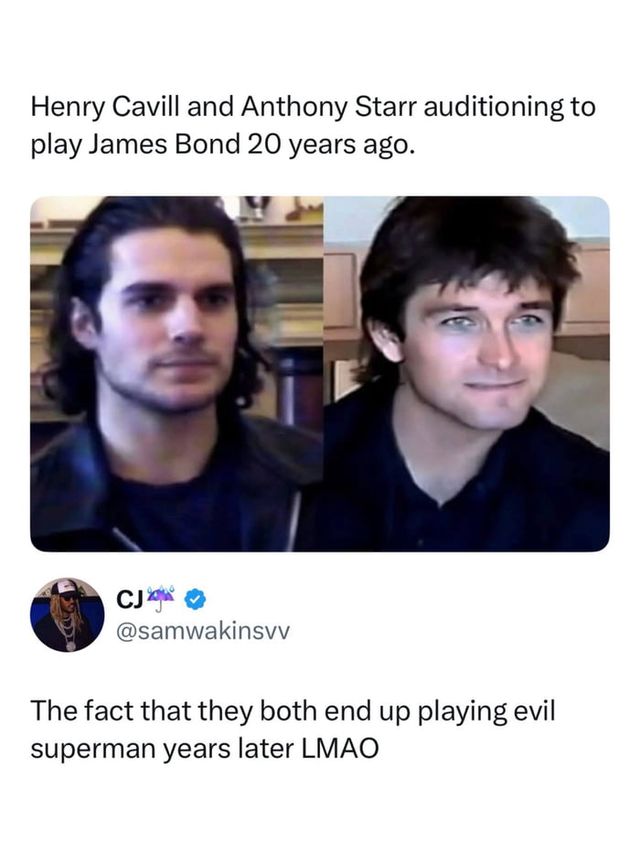 Henry Cavill and Anthony Starr auditioning to
play James Bond 20 years ago.
CJ☔
@samwakinsvv
The fact that they both end up playing evil
superman years later LMAO